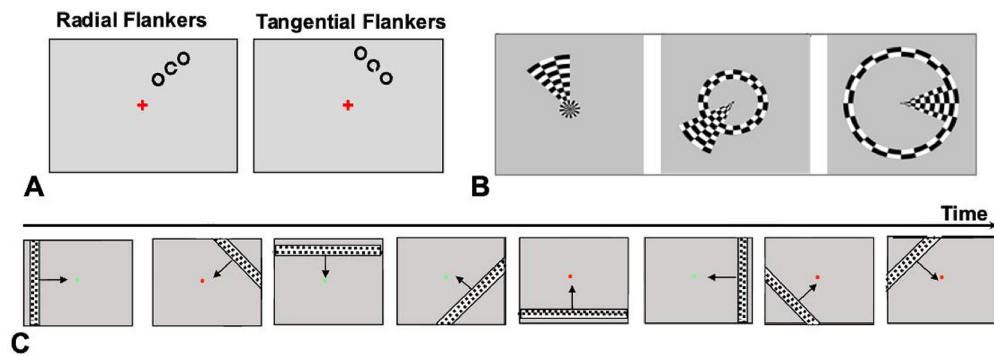 Radial Flankers
Tangential Flankers
A
B
Time
C